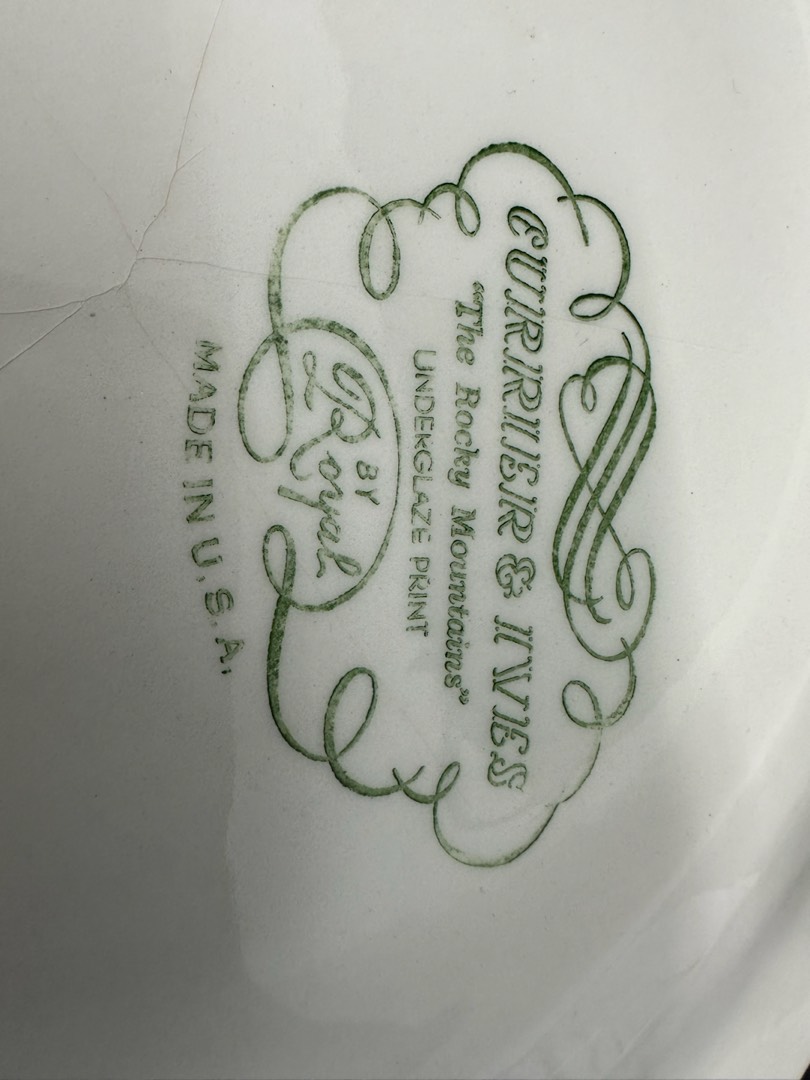 CURRIER & IVES
"The Rocky Mountains"
UNDERGLAZE PRINT
BY
Royal
MADE IN U.S.A.